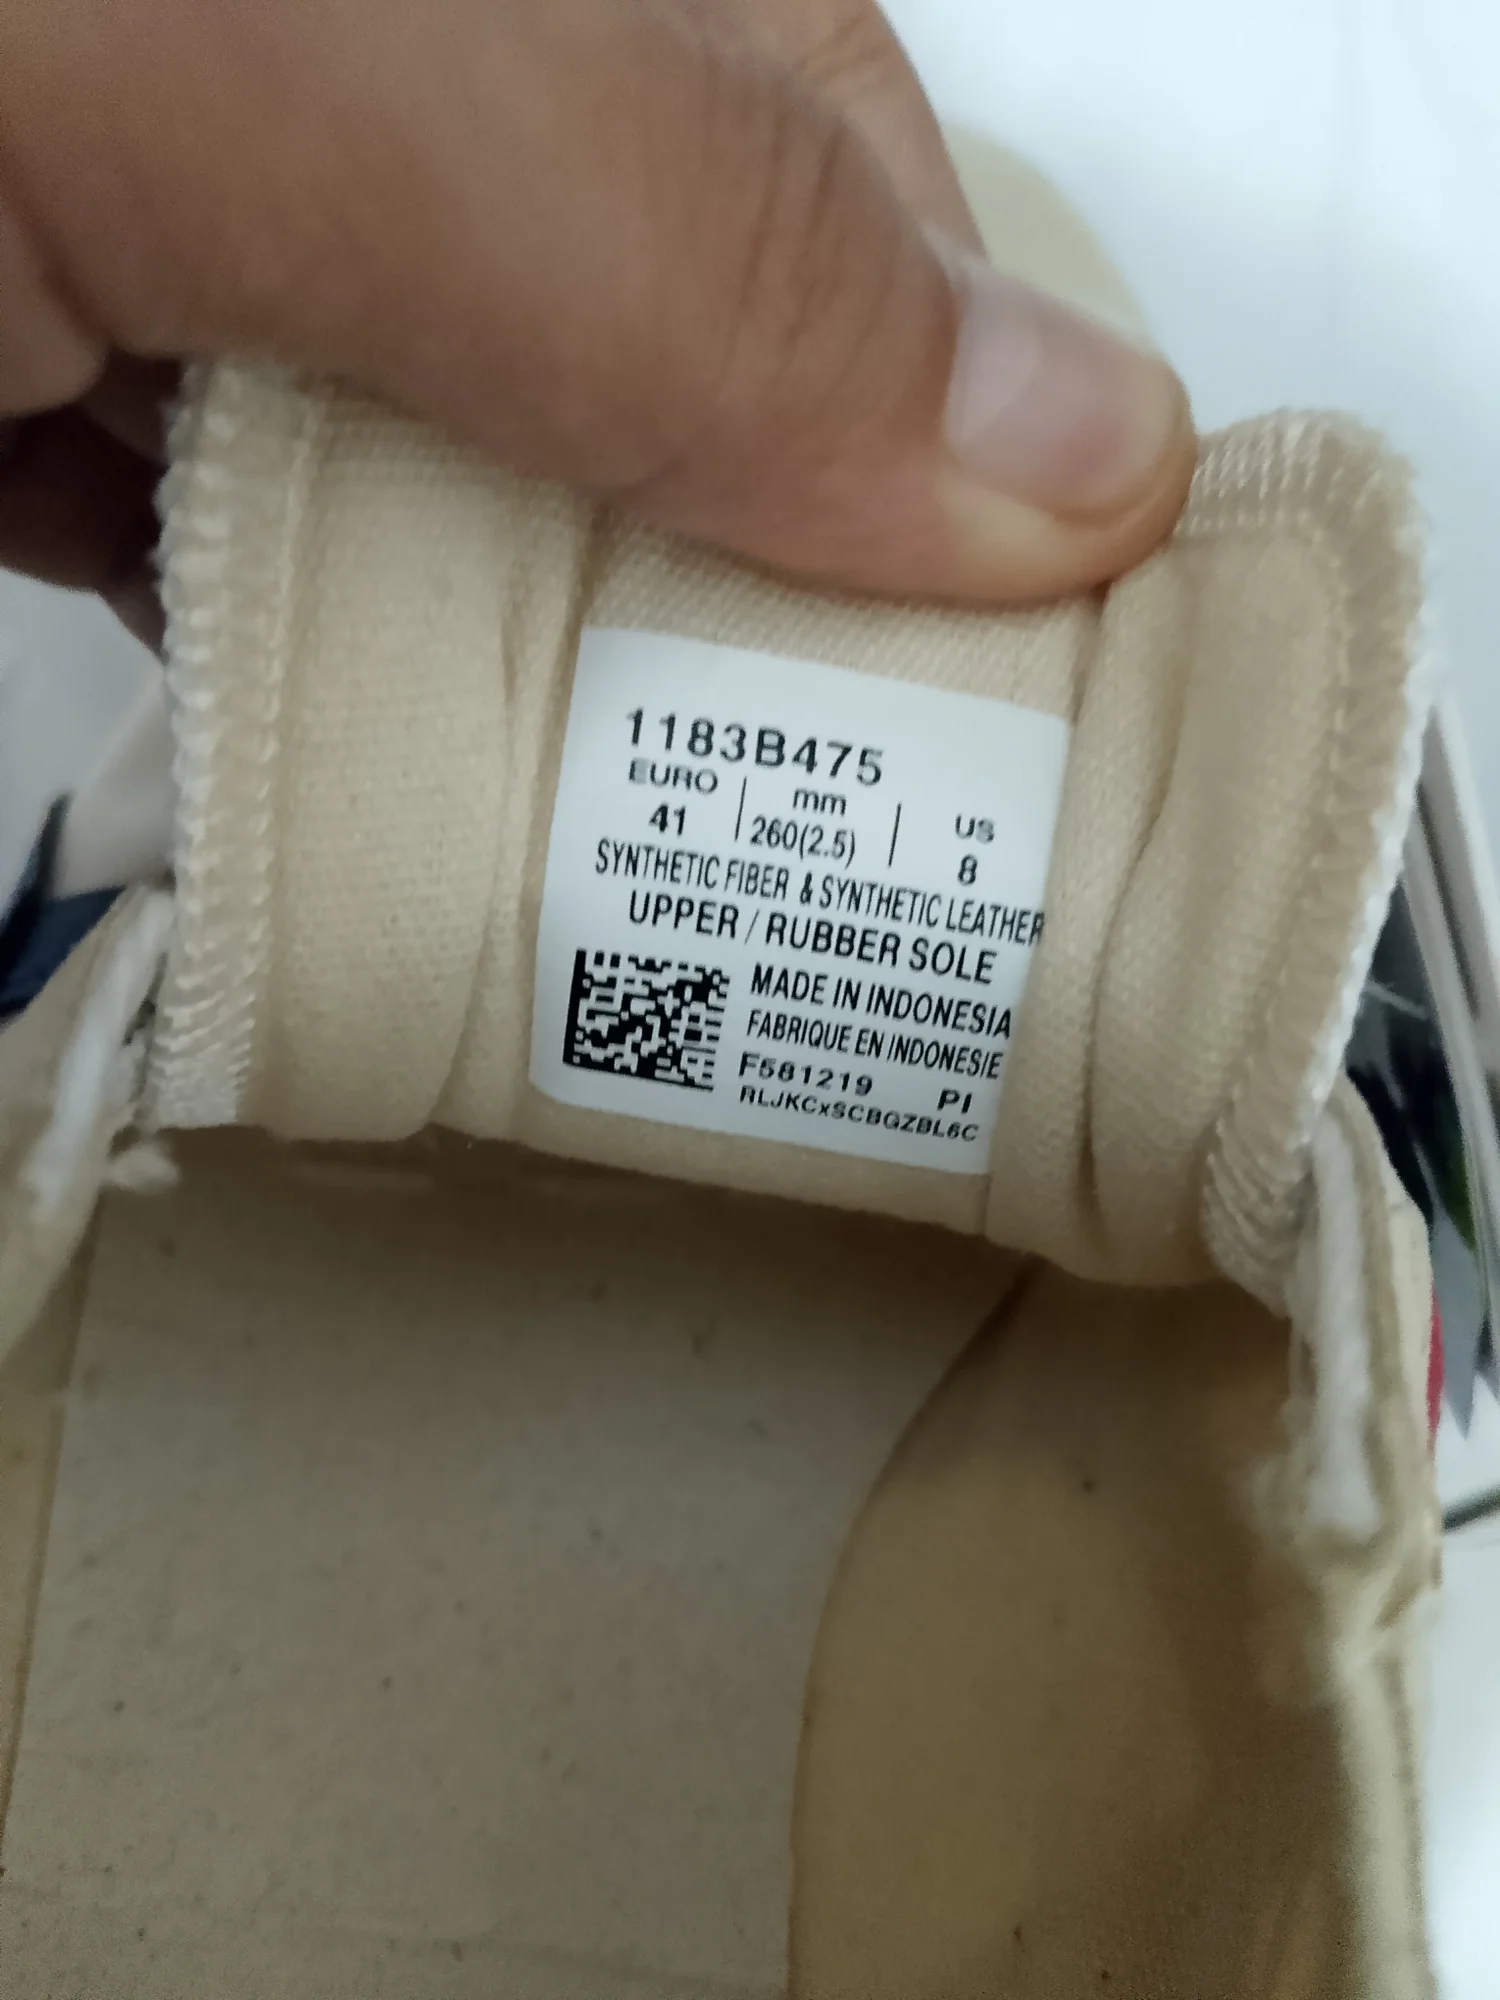 1183B475
EURO | mm | US
41 | 260(2.5) | 8
SYNTHETIC FIBER & SYNTHETIC LEATHER
UPPER / RUBBER SOLE
MADE IN INDONESIA
FABRIQUE EN INDONESIE
F581219 PI
RLJKCxSCBQZBL6C